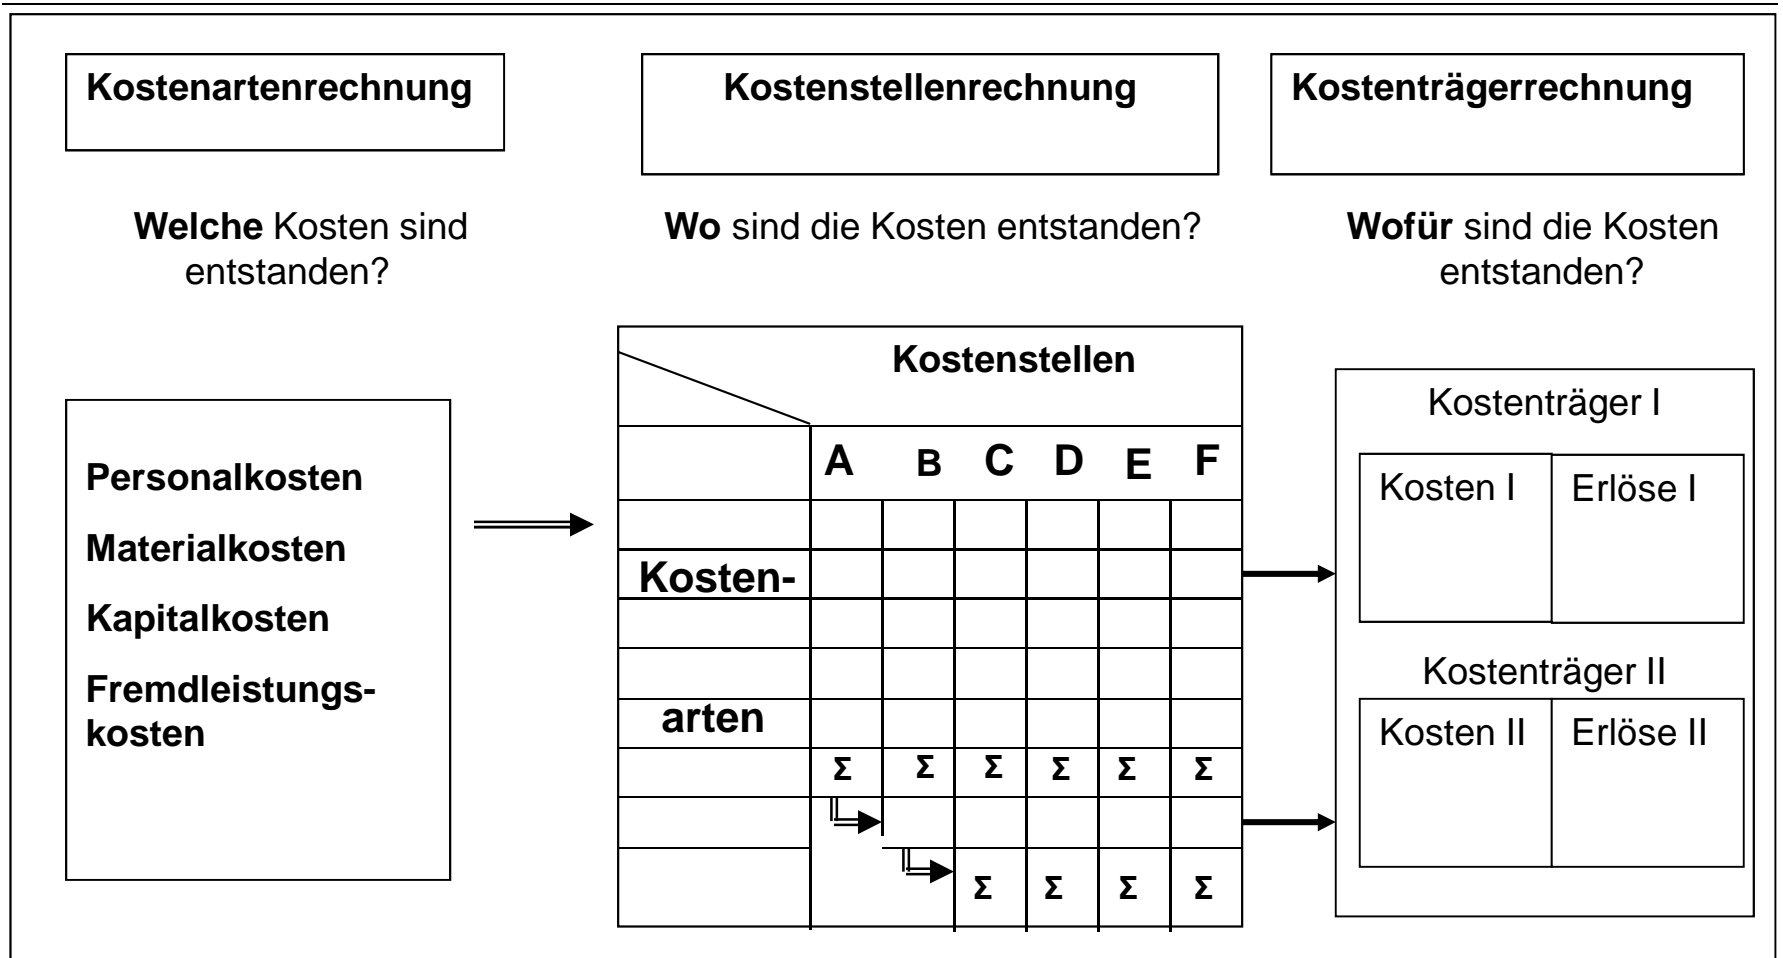 Kostenartenrechnung
Kostenstellenrechnung
Kostenträgerrechnung
Welche Kosten sind
entstanden?
Wo sind die Kosten entstanden?
Wofür sind die Kosten
entstanden?
Personalkosten
Materialkosten
Kapitalkosten
Fremdleistungs-
kosten
Kostenstellen
A B C D E F
Kosten-
arten
Σ Σ Σ Σ Σ Σ
Σ Σ Σ Σ
Kostenträger I
Kosten I Erlöse I
Kostenträger II
Kosten II Erlöse II